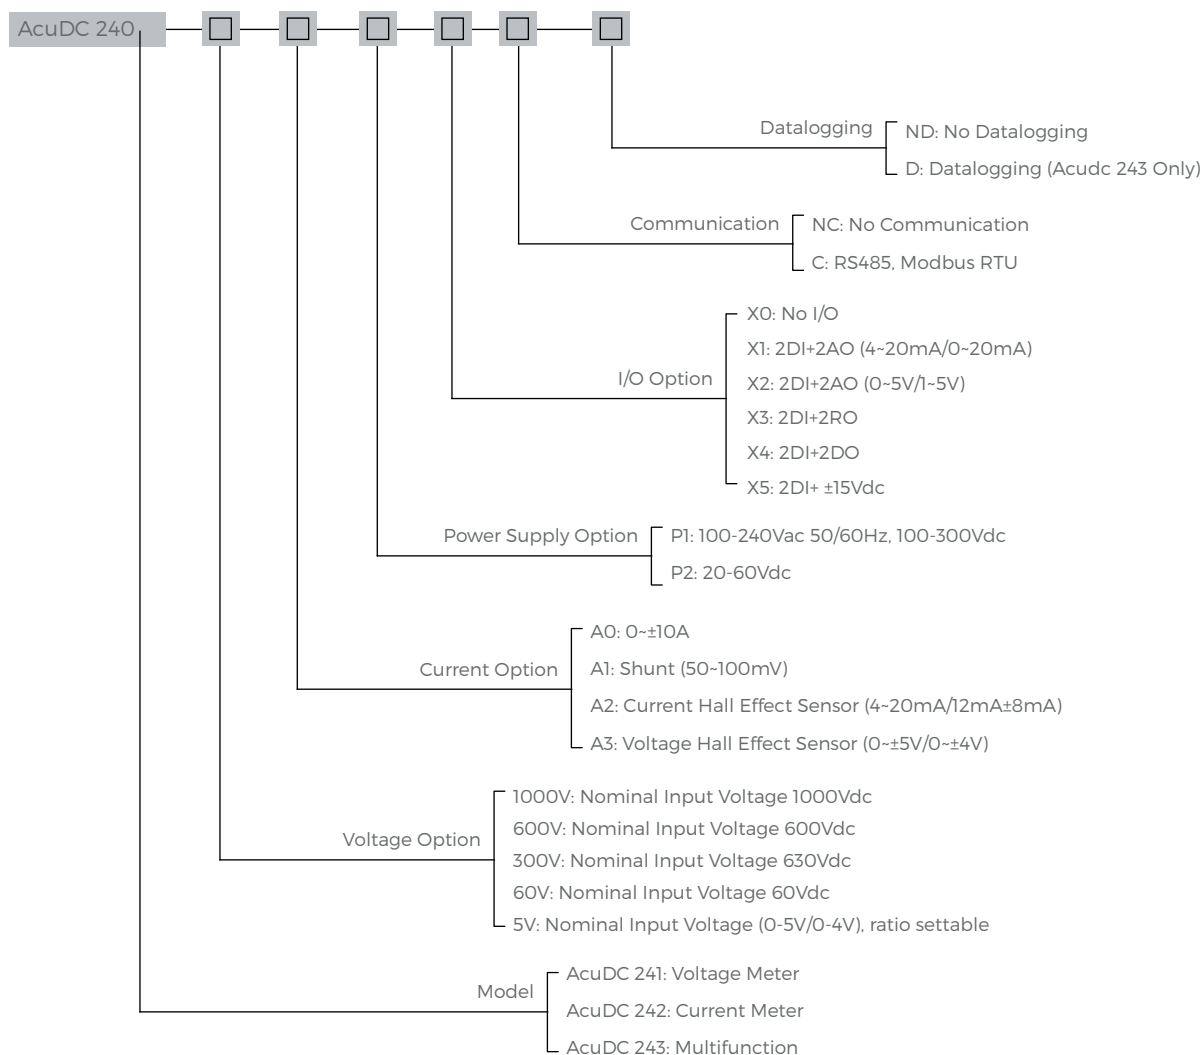 AcuDC 240
Datalogging
ND: No Datalogging
D: Datalogging (Acudc 243 Only)
Communication
NC: No Communication
C: RS485, Modbus RTU
I/O Option
X0: No I/O
X1: 2DI+2AO (4~20mA/0~20mA)
X2: 2DI+2AO (0~5V/1~5V)
X3: 2DI+2RO
X4: 2DI+2DO
X5: 2DI+ ±15Vdc
Power Supply Option
P1: 100-240Vac 50/60Hz, 100-300Vdc
P2: 20-60Vdc
Current Option
A0: 0~±10A
A1: Shunt (50~100mV)
A2: Current Hall Effect Sensor (4~20mA/12mA±8mA)
A3: Voltage Hall Effect Sensor (0~±5V/0~±4V)
Voltage Option
1000V: Nominal Input Voltage 1000Vdc
600V: Nominal Input Voltage 600Vdc
300V: Nominal Input Voltage 630Vdc
60V: Nominal Input Voltage 60Vdc
5V: Nominal Input Voltage (0-5V/0-4V), ratio settable
Model
AcuDC 241: Voltage Meter
AcuDC 242: Current Meter
AcuDC 243: Multifunction